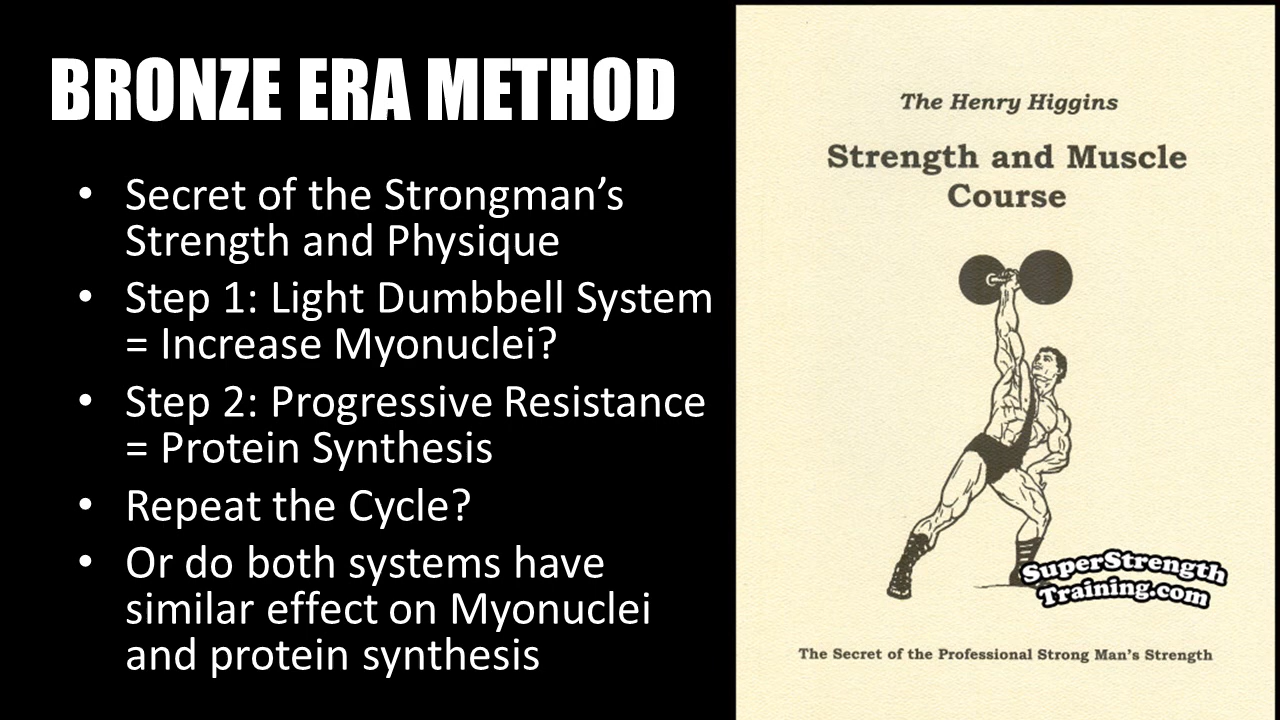 BRONZE ERA METHOD
• Secret of the Strongman’s
Strength and Physique
• Step 1: Light Dumbbell System
= Increase Myonuclei?
• Step 2: Progressive Resistance
= Protein Synthesis
• Repeat the Cycle?
• Or do both systems have
similar effect on Myonuclei
and protein synthesis
The Henry Higgins
Strength and Muscle
Course
SuperStrength
Training.com
The Secret of the Professional Strong Man’s Strength